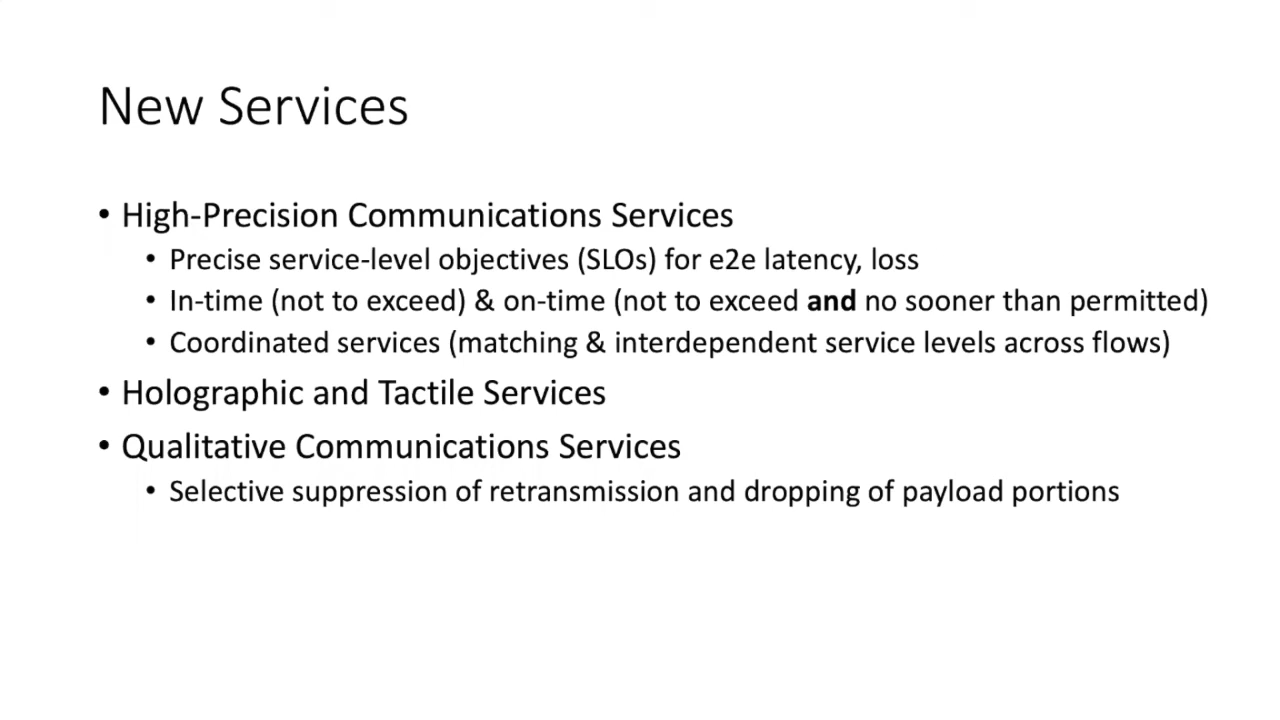 New Services
• High-Precision Communications Services
• Precise service-level objectives (SLOs) for e2e latency, loss
• In-time (not to exceed) & on-time (not to exceed and no sooner than permitted)
• Coordinated services (matching & interdependent service levels across flows)
• Holographic and Tactile Services
• Qualitative Communications Services
• Selective suppression of retransmission and dropping of payload portions